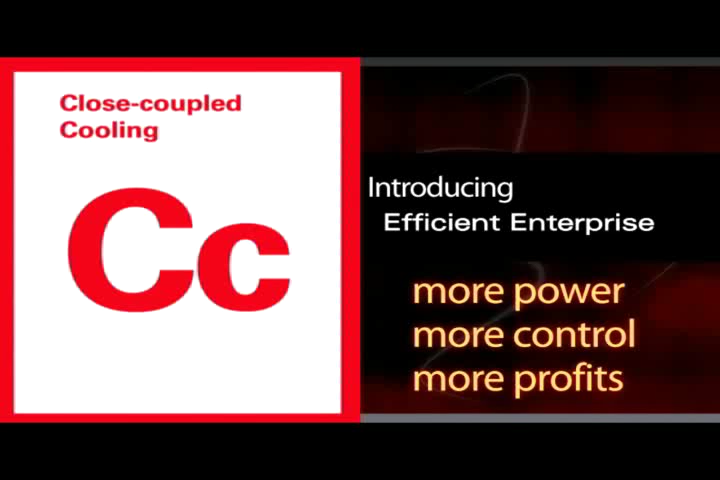 Close-coupled
Cooling
Cc
Introducing
Efficient Enterprise
more power
more control
more profits